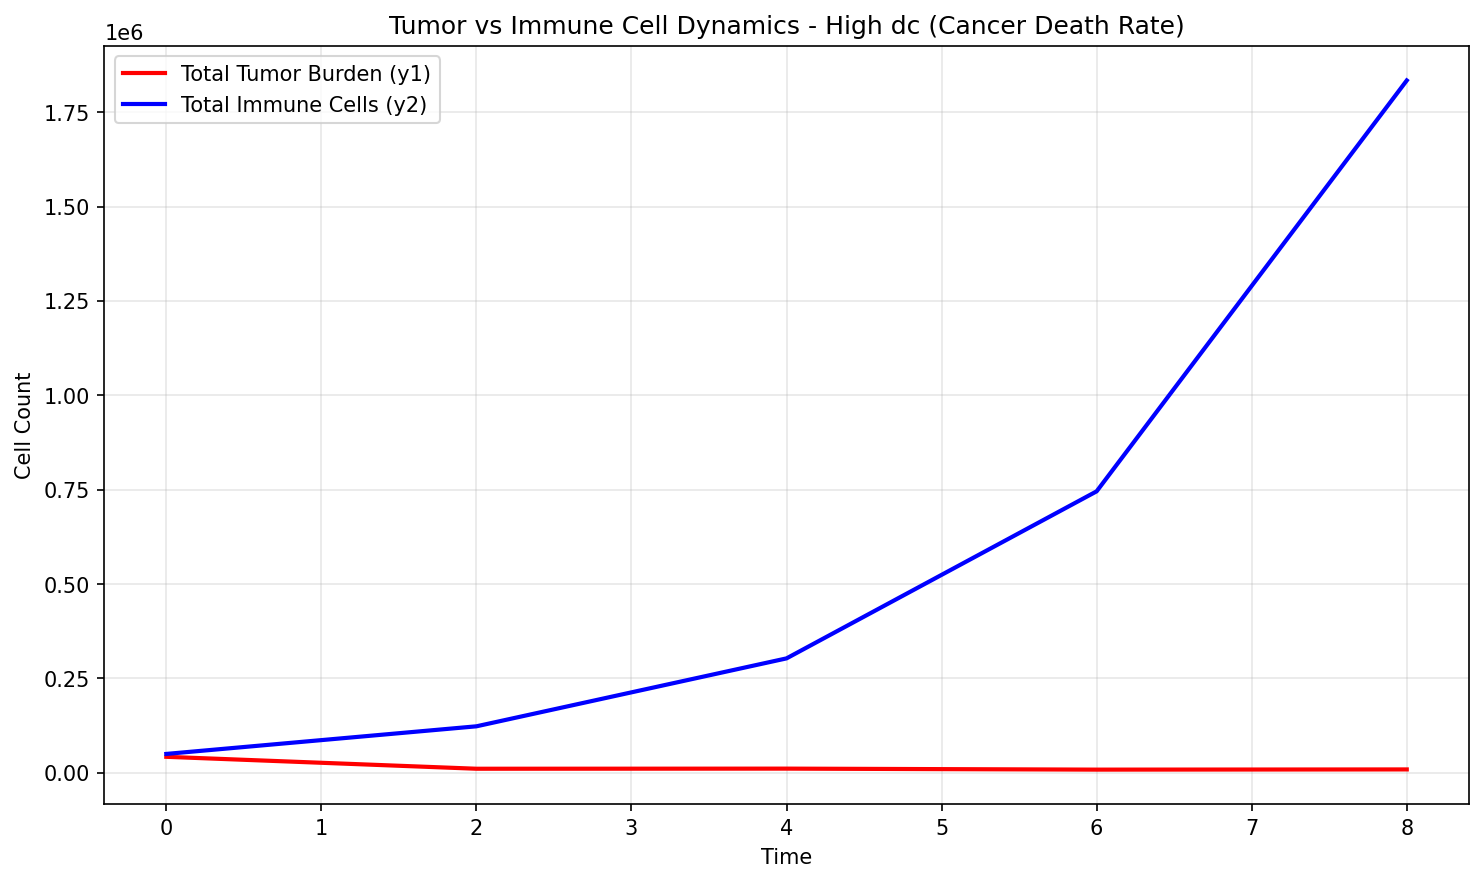 Tumor vs Immune Cell Dynamics - High dc (Cancer Death Rate)
1e6
Total Tumor Burden (y1)
Total Immune Cells (y2)
1.75
1.50
1.25
1.00
0.75
0.50
0.25
0.00
Cell Count
0 1 2 3 4 5 6 7 8
Time